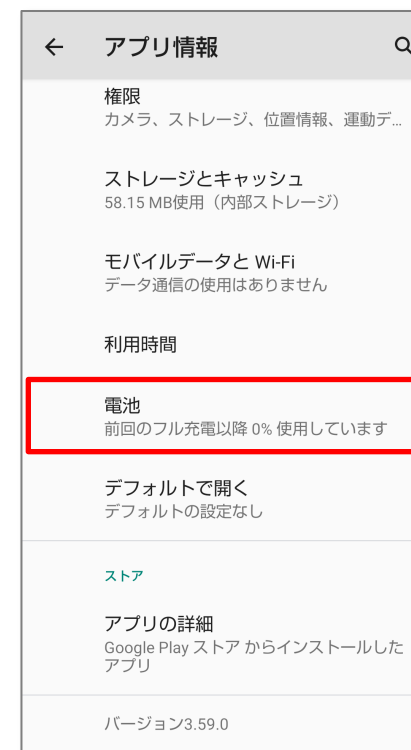 アプリ情報
権限
カメラ、ストレージ、位置情報、運動デ...
ストレージとキャッシュ
58.15 MB使用（内部ストレージ）
モバイルデータと Wi-Fi
データ通信の使用はありません
利用時間
電池
前回のフル充電以降 0% 使用しています
デフォルトで開く
デフォルトの設定なし
ストア
アプリの詳細
Google Play ストア からインストールした
アプリ
バージョン3.59.0